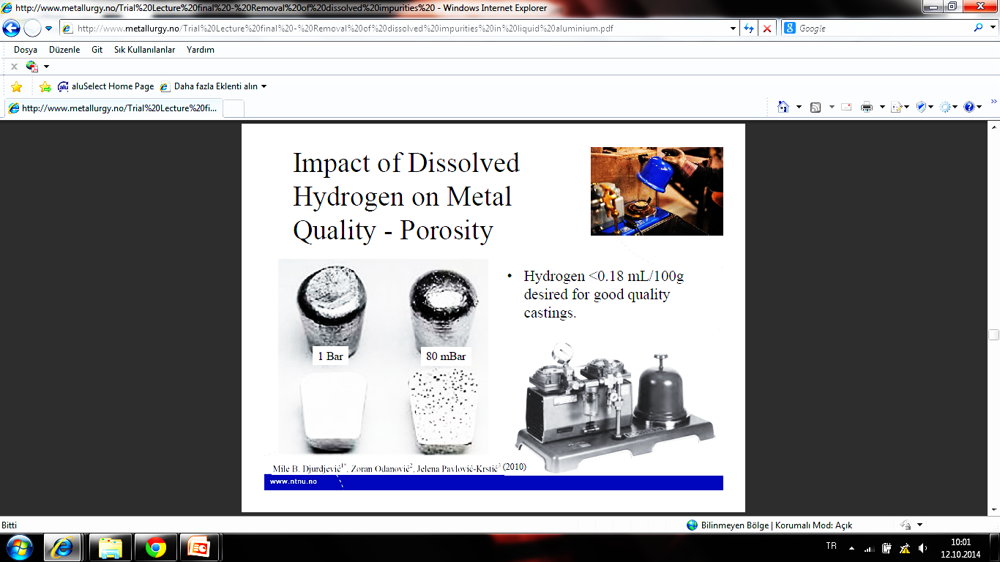 http://www.metallurgy.no/Trial%20Lecture%20final%20-%20Removal%20of%20dissolved%20impurities%20 - Windows Internet Explorer
http://www.metallurgy.no/Trial%20Lecture%20final%20-%20Removal%20of%20dissolved%20impurities%20in%20liquid%20aluminium.pdf
Google
Dosya Düzenle Git Sık Kullanılanlar Yardım
aluSelect Home Page Daha fazla Eklenti alın
http://www.metallurgy.no/Trial%20Lecture%20fi...
Impact of Dissolved
Hydrogen on Metal
Quality - Porosity
• Hydrogen <0.18 mL/100g
desired for good quality
castings.
1 Bar
80 mBar
Mile B. Djurdjević1*, Zoran Odanović2, Jelena Pavlović-Krstić3 (2010)
www.ntnu.no
Bitti
Bilinmeyen Bölge | Korumalı Mod: Açık
TR
10:01
12.10.2014